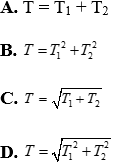 A. T = T₁ + T₂
B. T = T₁² + T₂²
C. T = √(T₁ + T₂)
D. T = √(T₁² + T₂²)